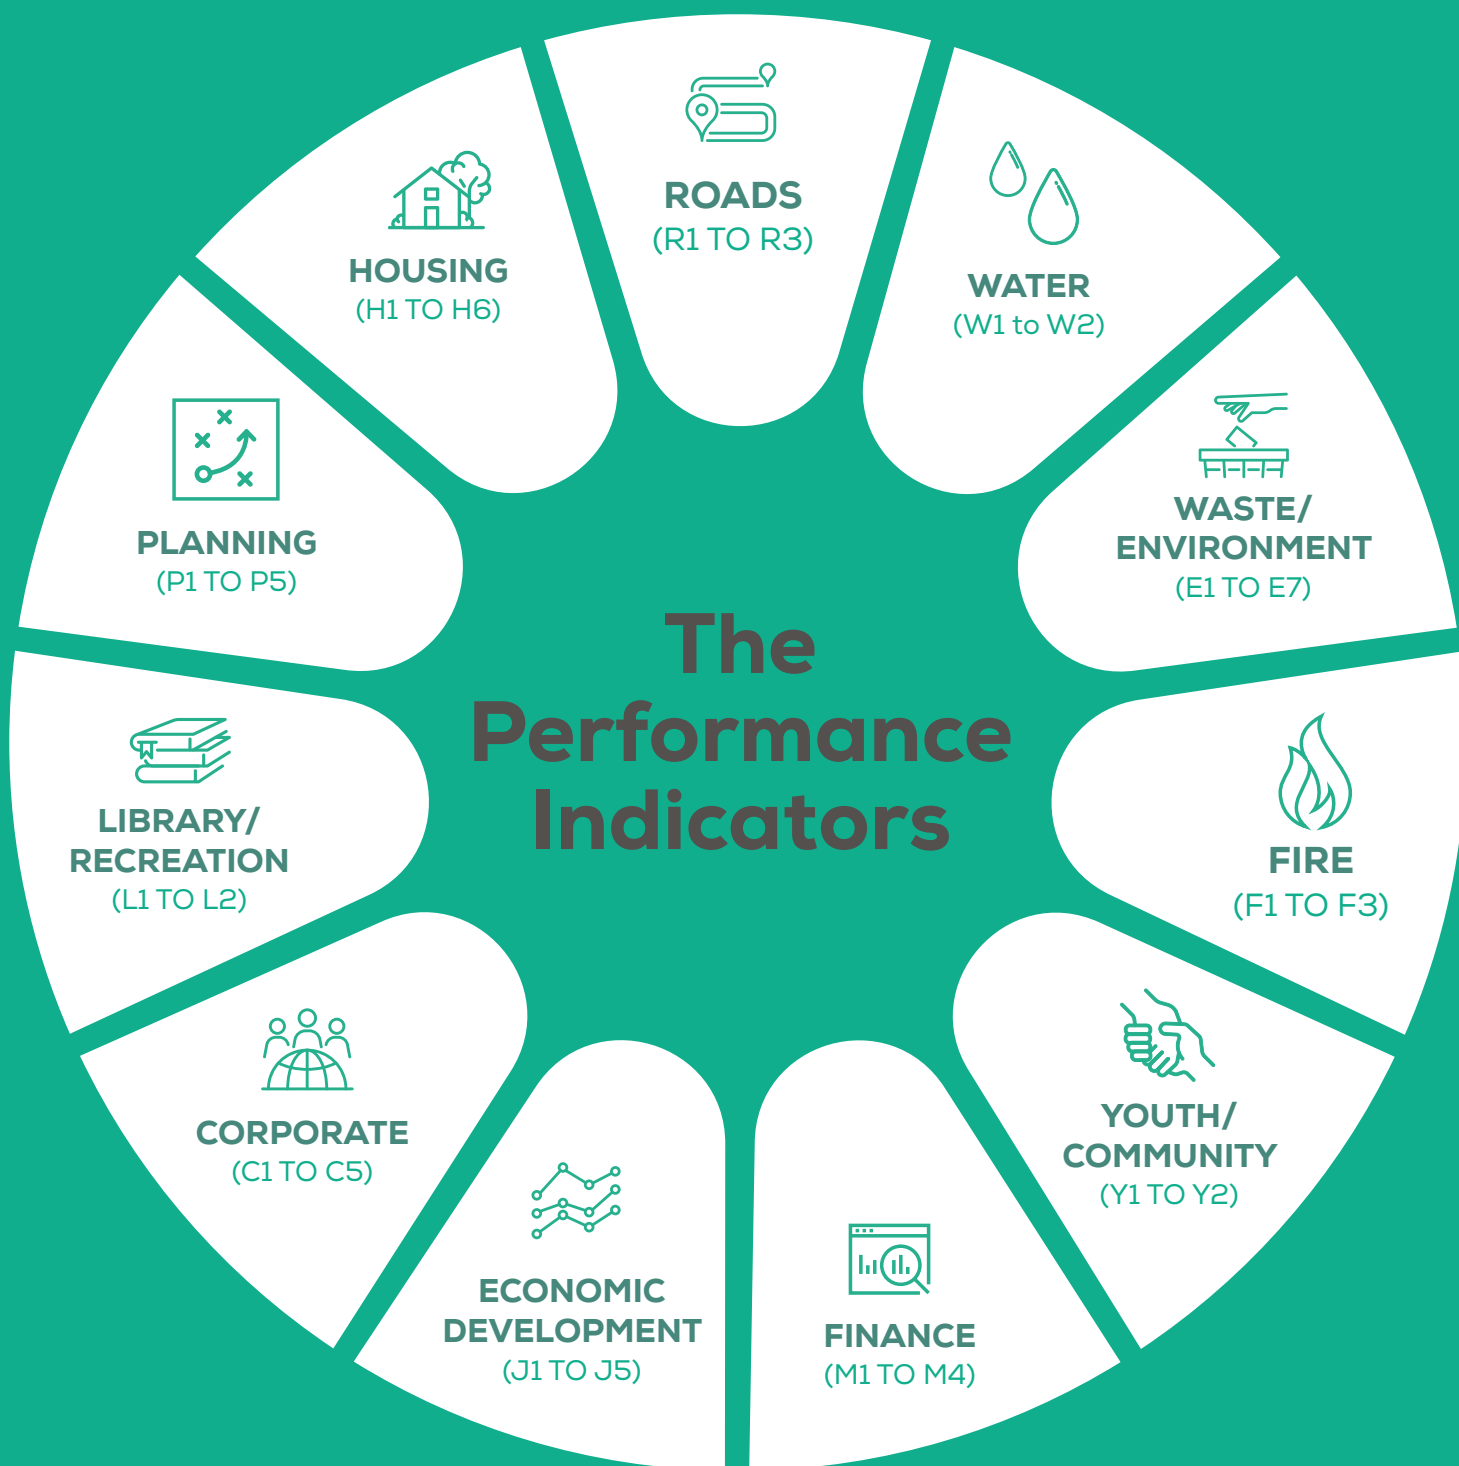 The
Performance
Indicators
ROADS
(R1 TO R3)
WATER
(W1 to W2)
WASTE/
ENVIRONMENT
(E1 TO E7)
FIRE
(F1 TO F3)
YOUTH/
COMMUNITY
(Y1 TO Y2)
FINANCE
(M1 TO M4)
ECONOMIC
DEVELOPMENT
(J1 TO J5)
CORPORATE
(C1 TO C5)
LIBRARY/
RECREATION
(L1 TO L2)
PLANNING
(P1 TO P5)
HOUSING
(H1 TO H6)